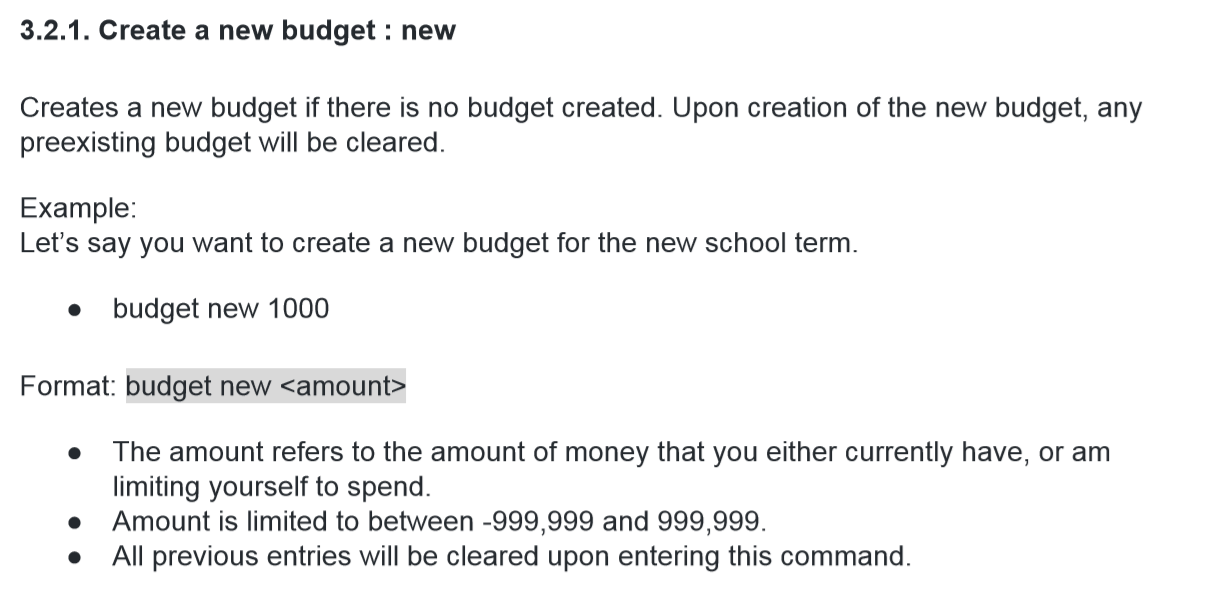 3.2.1. Create a new budget : new
Creates a new budget if there is no budget created. Upon creation of the new budget, any
preexisting budget will be cleared.
Example:
Let’s say you want to create a new budget for the new school term.
● budget new 1000
Format: budget new <amount>
● The amount refers to the amount of money that you either currently have, or am
limiting yourself to spend.
● Amount is limited to between -999,999 and 999,999.
● All previous entries will be cleared upon entering this command.